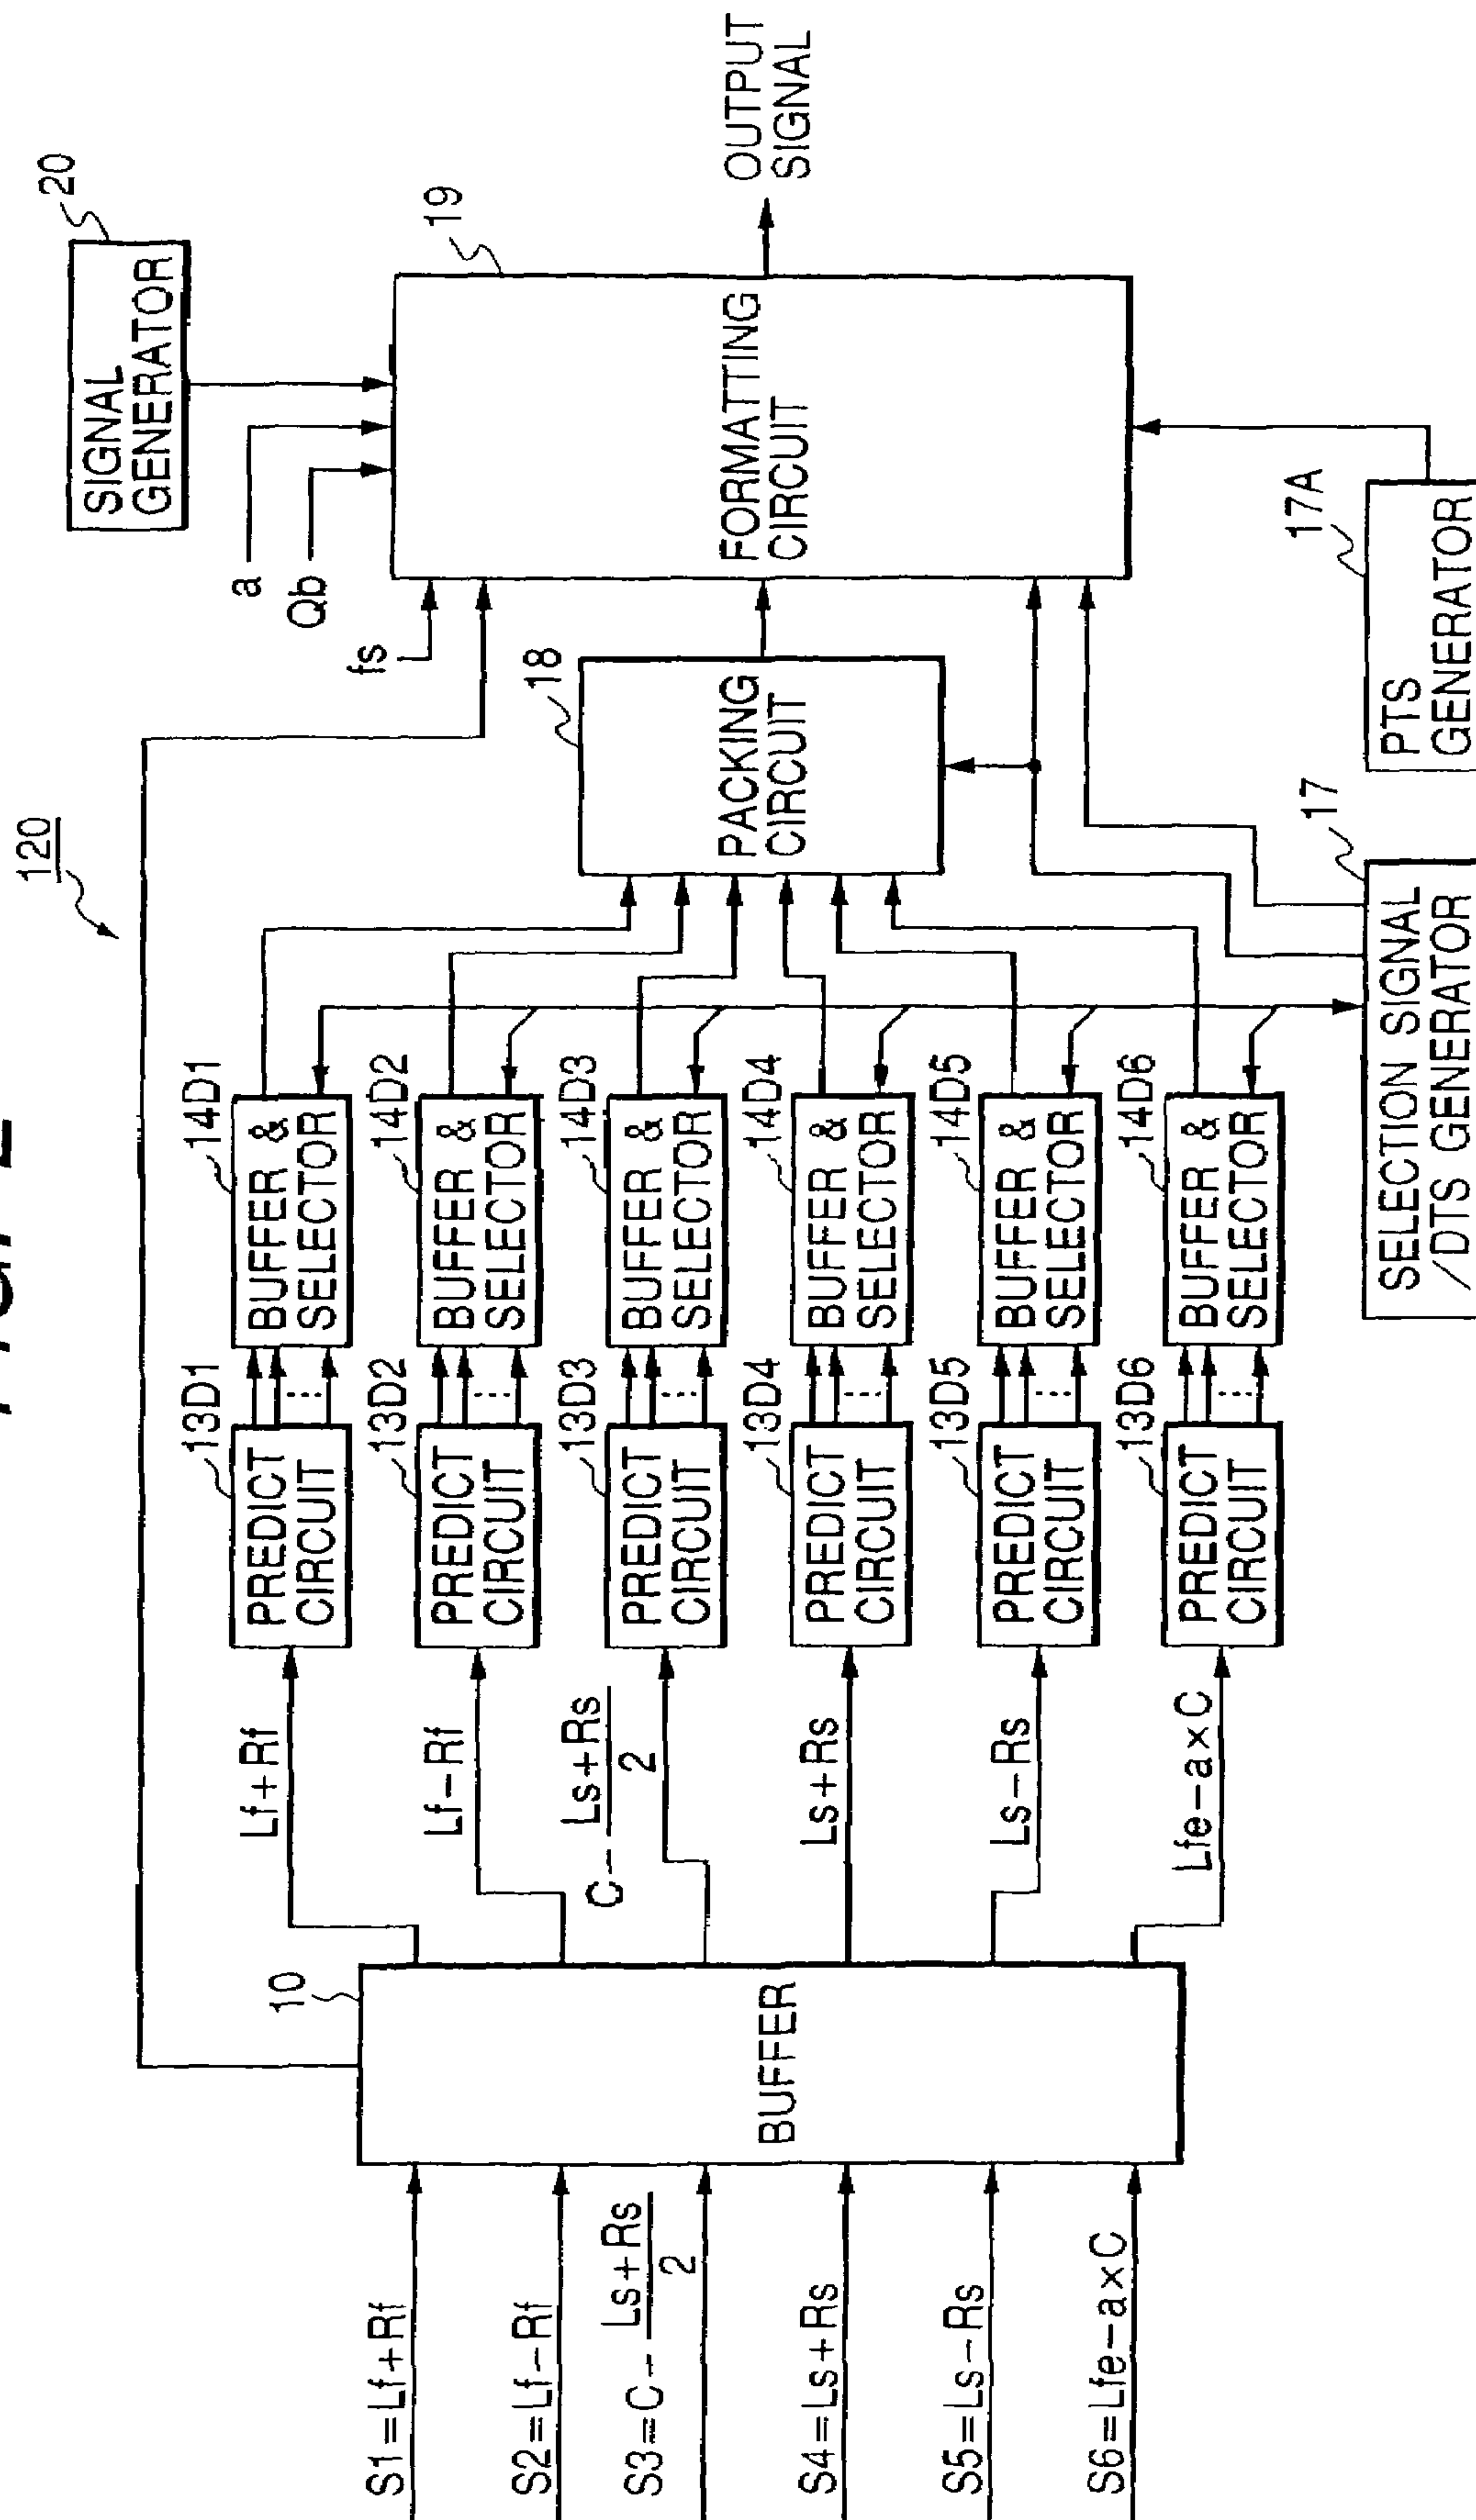 120
S1=Lf+Rf
S2=Lf-Rf
S3=C- Ls+Rs
2
S4=Ls+Rs
S5=Ls-Rs
S6=Lfe-a×C
10
BUFFER
Lf+Rf
Lf-Rf
C- Ls+Rs
2
Ls+Rs
Ls-Rs
Lfe-a×C
13D1
PREDICT
CIRCUIT
13D2
PREDICT
CIRCUIT
13D3
PREDICT
CIRCUIT
13D4
PREDICT
CIRCUIT
13D5
PREDICT
CIRCUIT
13D6
PREDICT
CIRCUIT
14D1
BUFFER &
SELECTOR
14D2
BUFFER &
SELECTOR
14D3
BUFFER &
SELECTOR
14D4
BUFFER &
SELECTOR
14D5
BUFFER &
SELECTOR
14D6
BUFFER &
SELECTOR
17
SELECTION SIGNAL
/DTS GENERATOR
18
PACKING
CIRCUIT
17A
PTS
GENERATOR
fs
a
Qb
19
FORMATTING
CIRCUIT
20
SIGNAL
GENERATOR
OUTPUT
SIGNAL